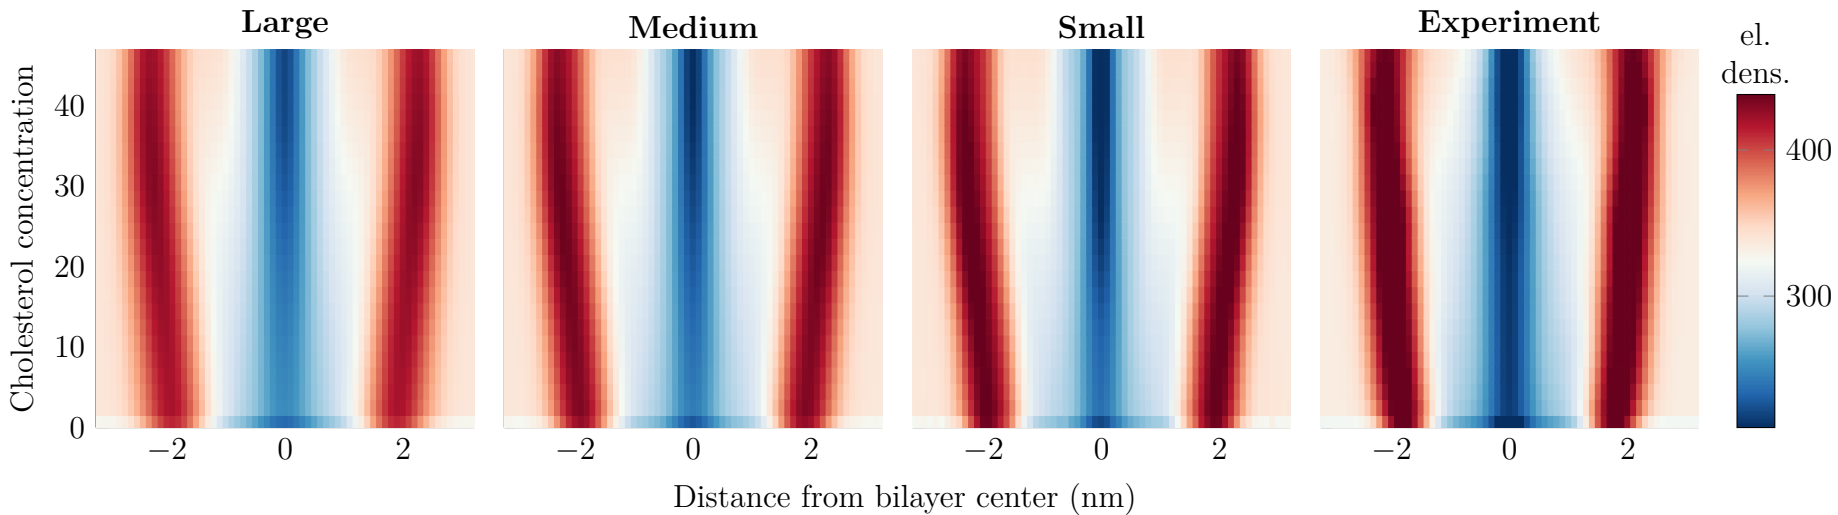 Large
Medium
Small
Experiment
el.
dens.
Cholesterol concentration
40
30
20
10
0
−2 0 2
−2 0 2
−2 0 2
−2 0 2
400
300
Distance from bilayer center (nm)